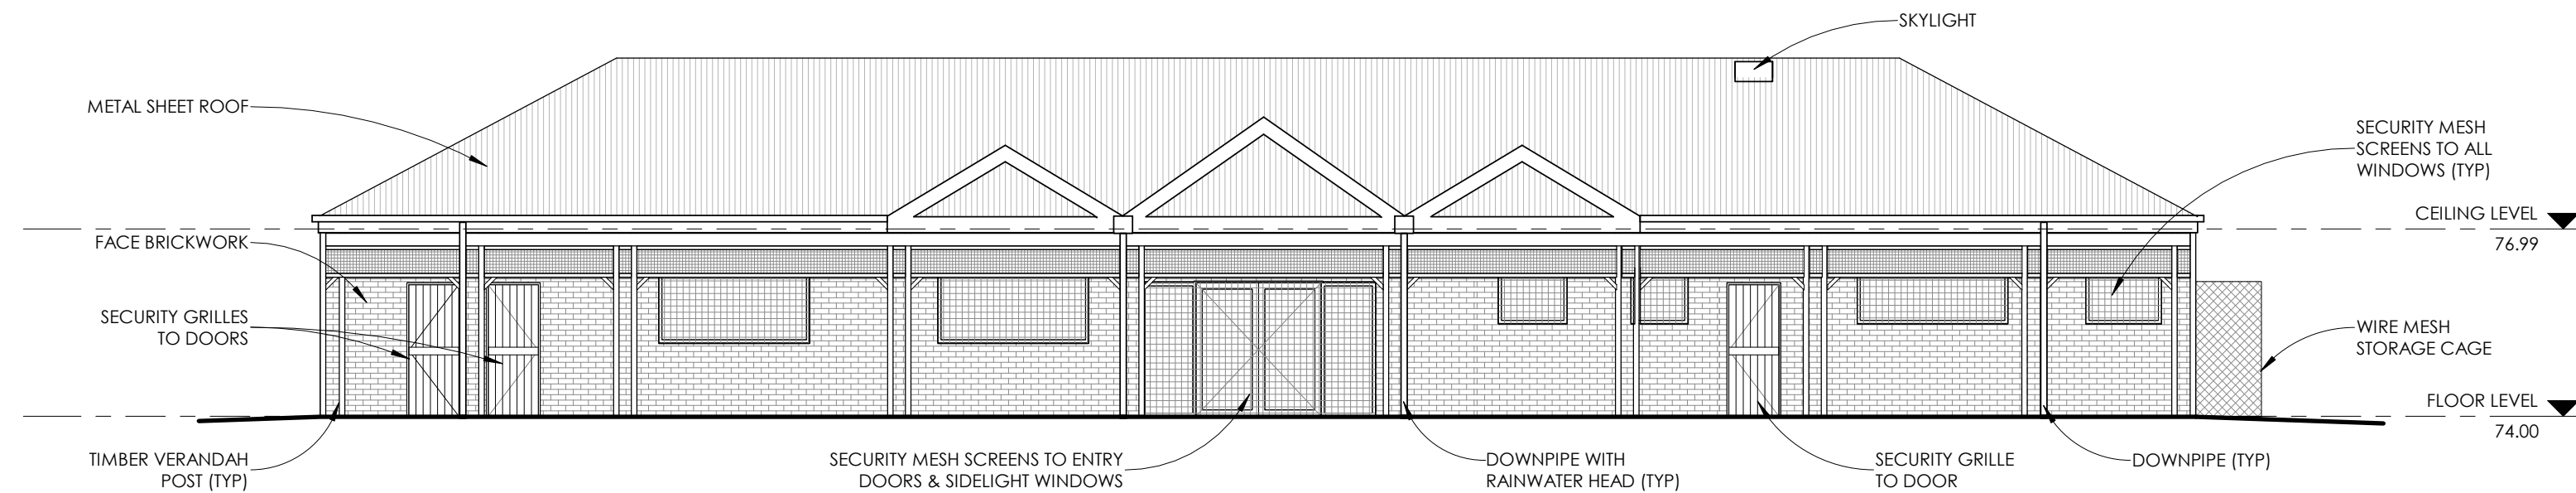 SKYLIGHT
METAL SHEET ROOF
SECURITY MESH
SCREENS TO ALL
WINDOWS (TYP)
CEILING LEVEL
76.99
FACE BRICKWORK
SECURITY GRILLES
TO DOORS
WIRE MESH
STORAGE CAGE
FLOOR LEVEL
74.00
TIMBER VERANDAH
POST (TYP)
SECURITY MESH SCREENS TO ENTRY
DOORS & SIDELIGHT WINDOWS
DOWNPIPE WITH
RAINWATER HEAD (TYP)
SECURITY GRILLE
TO DOOR
DOWNPIPE (TYP)